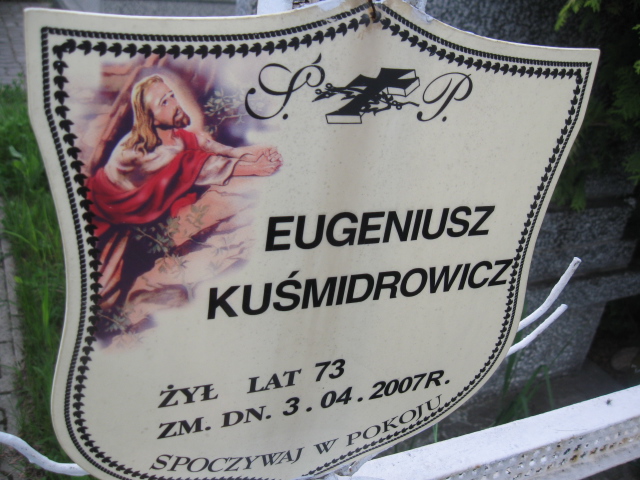 Ś. P.
EUGENIUSZ
KUŚMIDROWICZ
ŻYŁ LAT 73
ZM. DN. 3.04.2007R.
SPOCZYWAJ W POKOJU